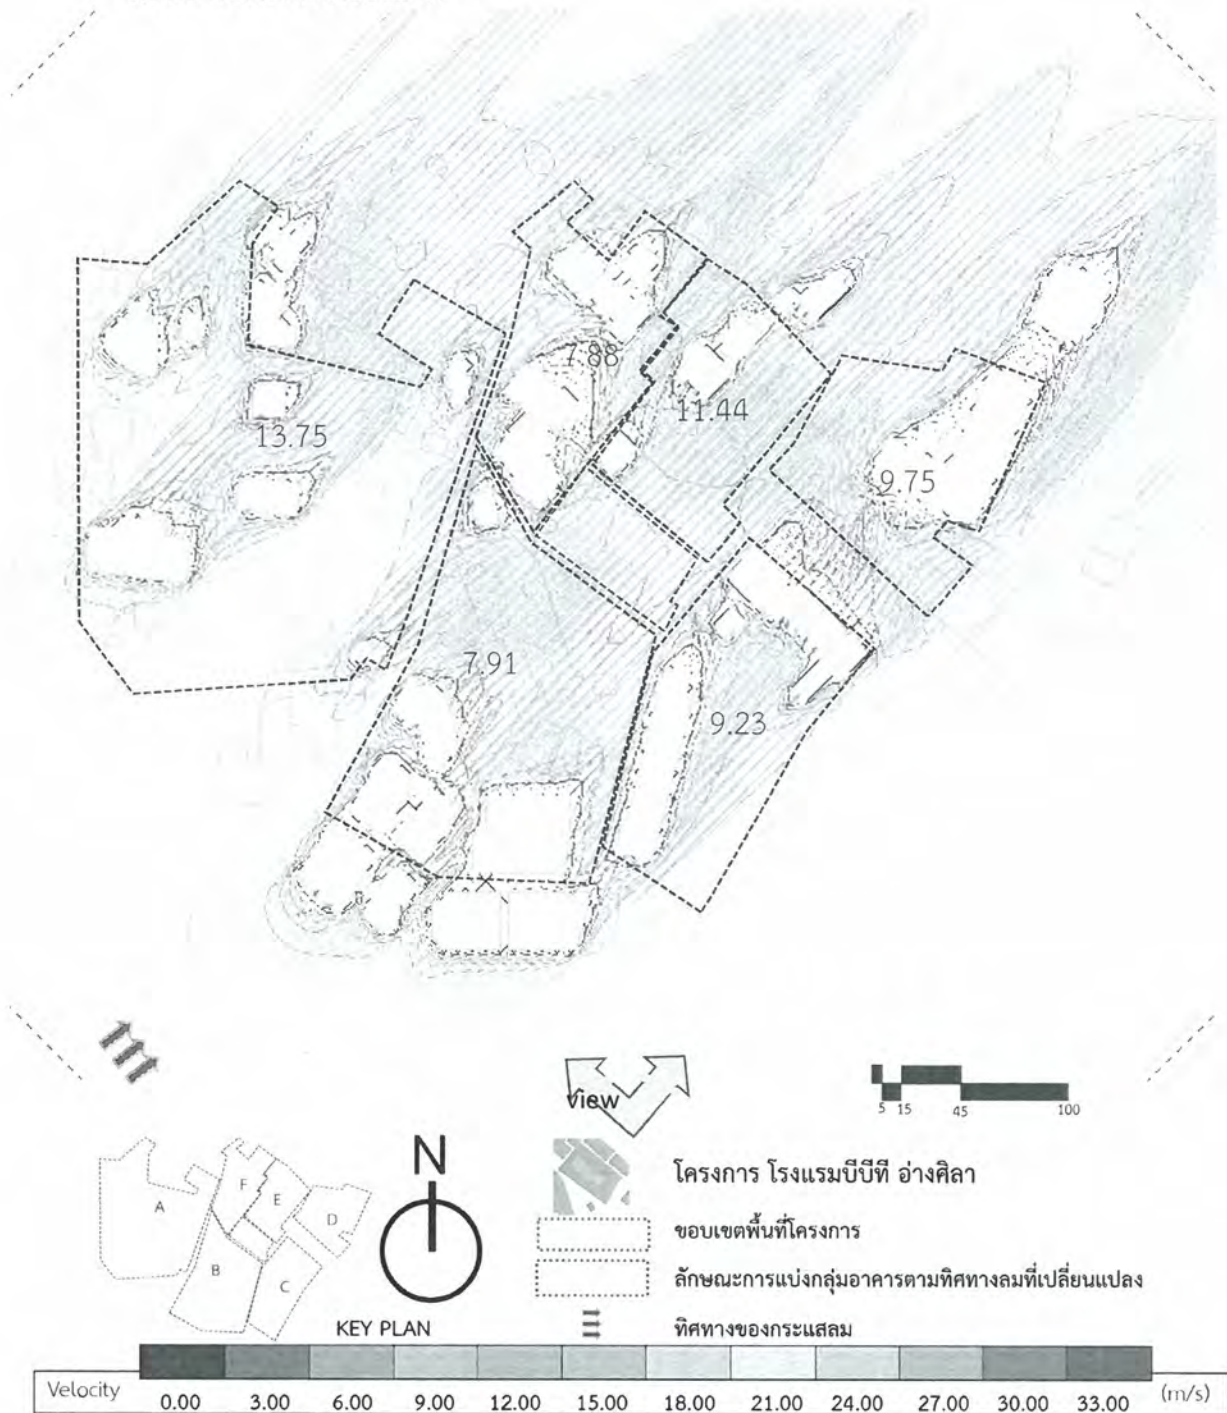 7.88
11.44
13.75
9.75
7.91
9.23
view
5 15 45 100
N
A
B
C
D
E
F
KEY PLAN
โครงการ โรงแรมบีบีที อ่างศิลา
ขอบเขตพื้นที่โครงการ
ลักษณะการแบ่งกลุ่มอาคารตามทิศทางลมที่เปลี่ยนแปลง
ทิศทางของกระแสลม
Velocity 0.00 3.00 6.00 9.00 12.00 15.00 18.00 21.00 24.00 27.00 30.00 33.00 (m/s)